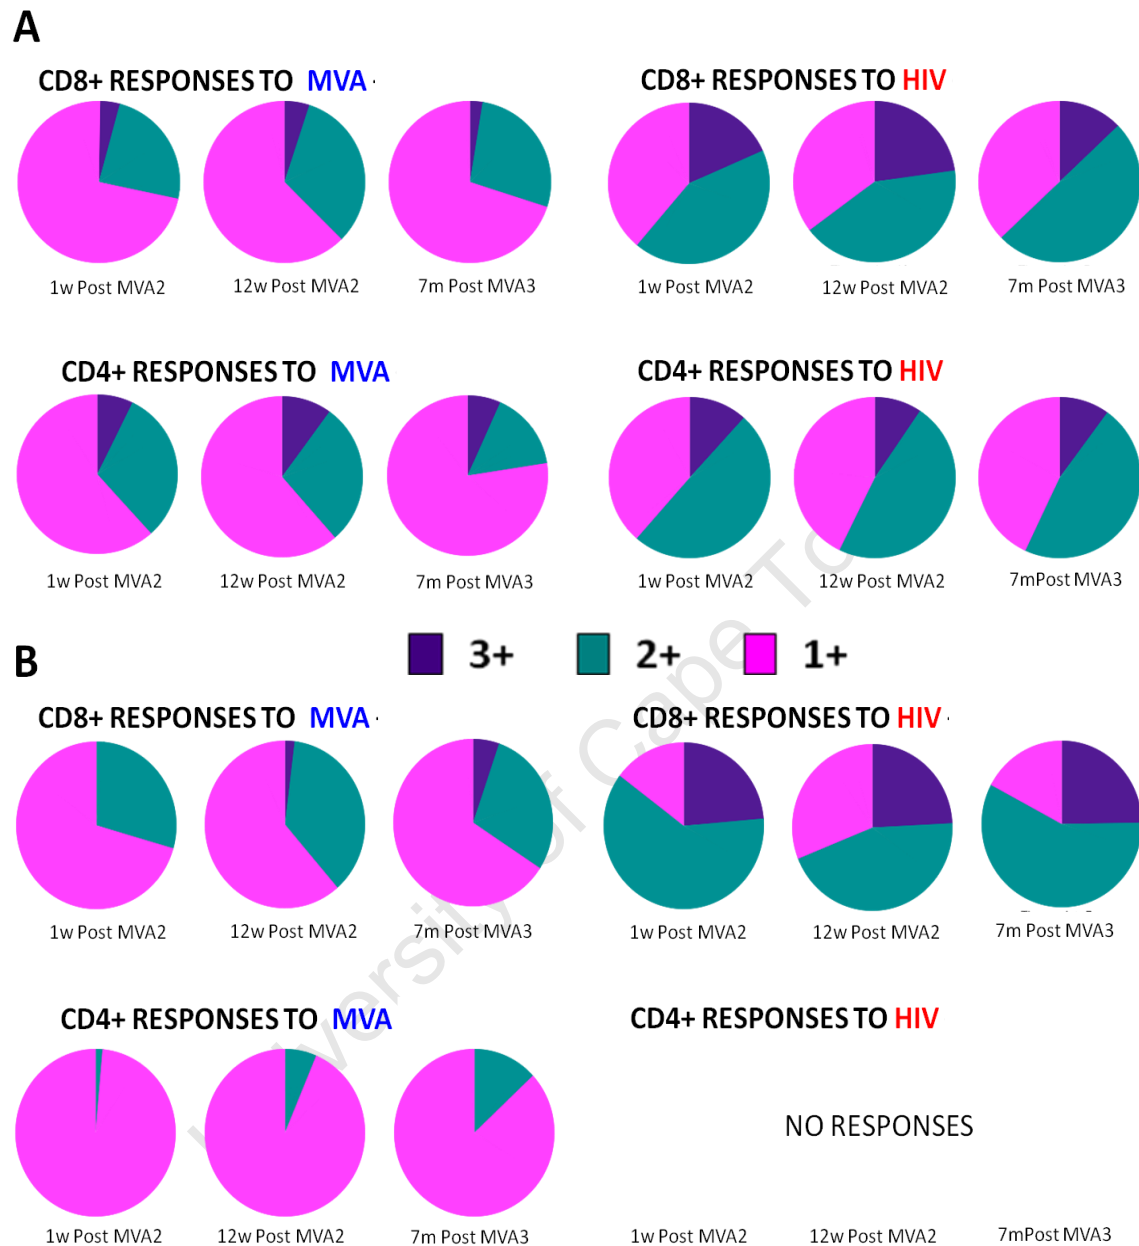 A
CD8+ RESPONSES TO MVA
CD8+ RESPONSES TO HIV
1w Post MVA2
12w Post MVA2
7m Post MVA3
1w Post MVA2
12w Post MVA2
7m Post MVA3
CD4+ RESPONSES TO MVA
CD4+ RESPONSES TO HIV
1w Post MVA2
12w Post MVA2
7m Post MVA3
1w Post MVA2
12w Post MVA2
7mPost MVA3
3+
2+
1+
B
CD8+ RESPONSES TO MVA
CD8+ RESPONSES TO HIV
1w Post MVA2
12w Post MVA2
7m Post MVA3
1w Post MVA2
12w Post MVA2
7m Post MVA3
CD4+ RESPONSES TO MVA
CD4+ RESPONSES TO HIV
NO RESPONSES
1w Post MVA2
12w Post MVA2
7m Post MVA3
1w Post MVA2
12w Post MVA2
7mPost MVA3
of Cape